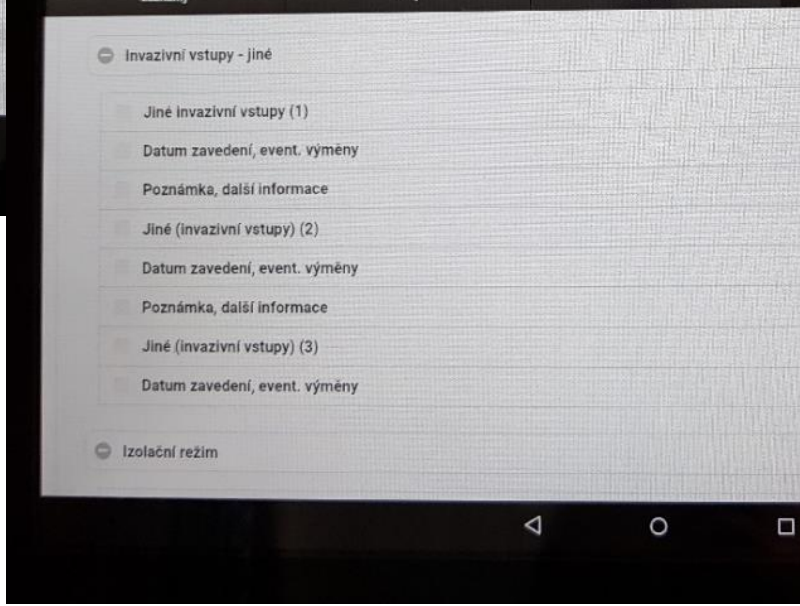 Invazivní vstupy - jiné
Jiné invazivní vstupy (1)
Datum zavedení, event. výměny
Poznámka, další informace
Jiné (invazivní vstupy) (2)
Datum zavedení, event. výměny
Poznámka, další informace
Jiné (invazivní vstupy) (3)
Datum zavedení, event. výměny
Izolační režim